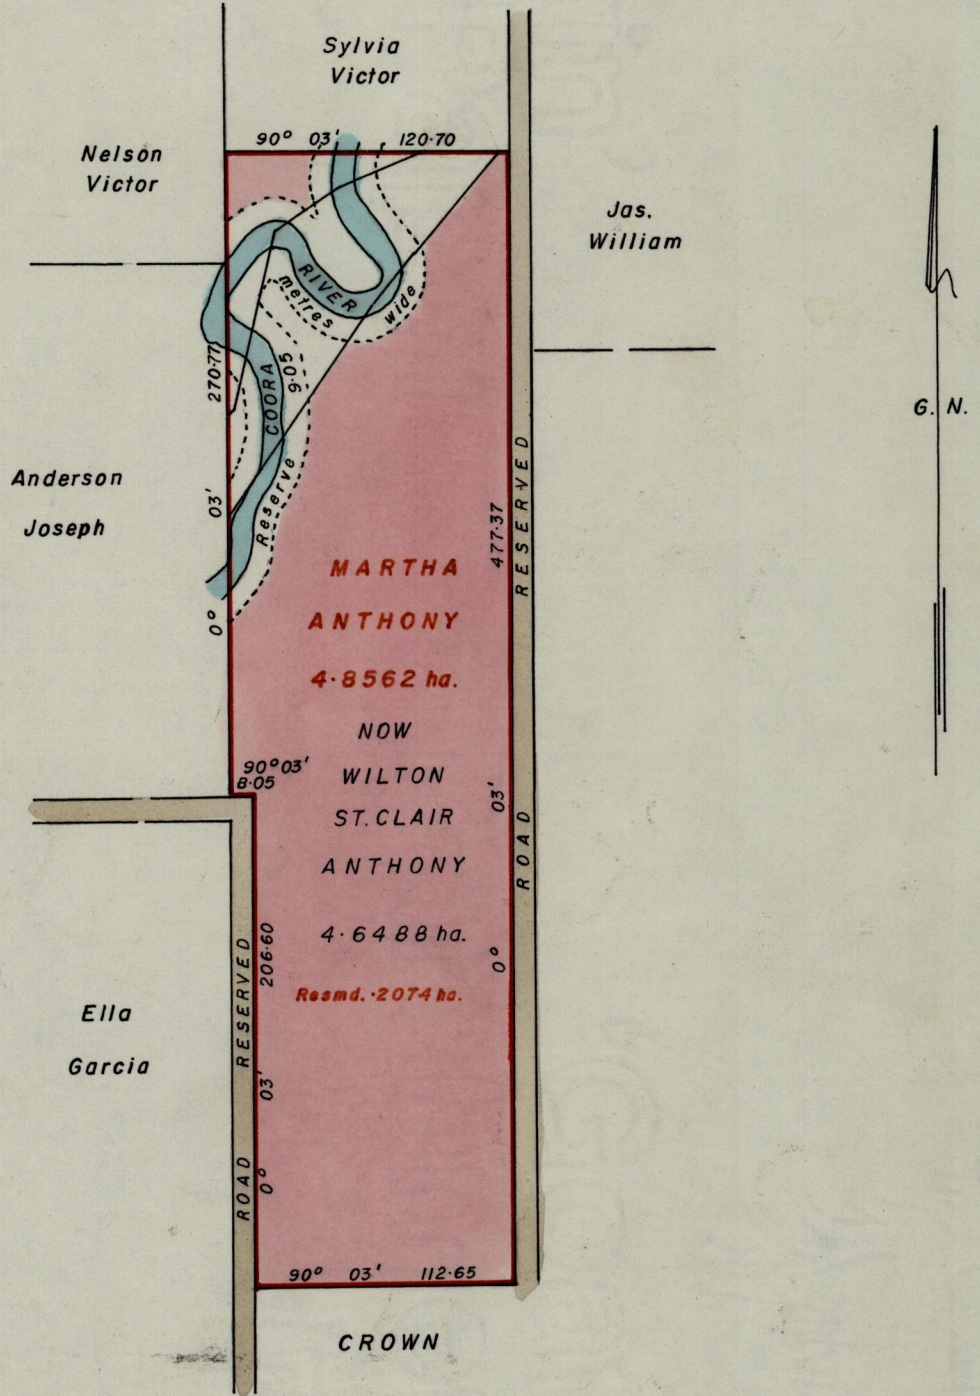 Sylvia
Victor
90° 03' 120·70
Nelson
Victor
Jas.
William
RIVER
metres
wide
270·77
COORA
9·05
G. N.
Anderson
Joseph
03'
Reserve
0°
477·37
RESERVED
MARTHA
ANTHONY
4·8562 ha.
NOW
90° 03'
8·05
WILTON
ST. CLAIR
ANTHONY
03'
ROAD
4·6488 ha.
0°
Resmd. ·2074 ha.
206·60
RESERVED
Ella
Garcia
03'
0°
ROAD
90° 03' 112·65
CROWN